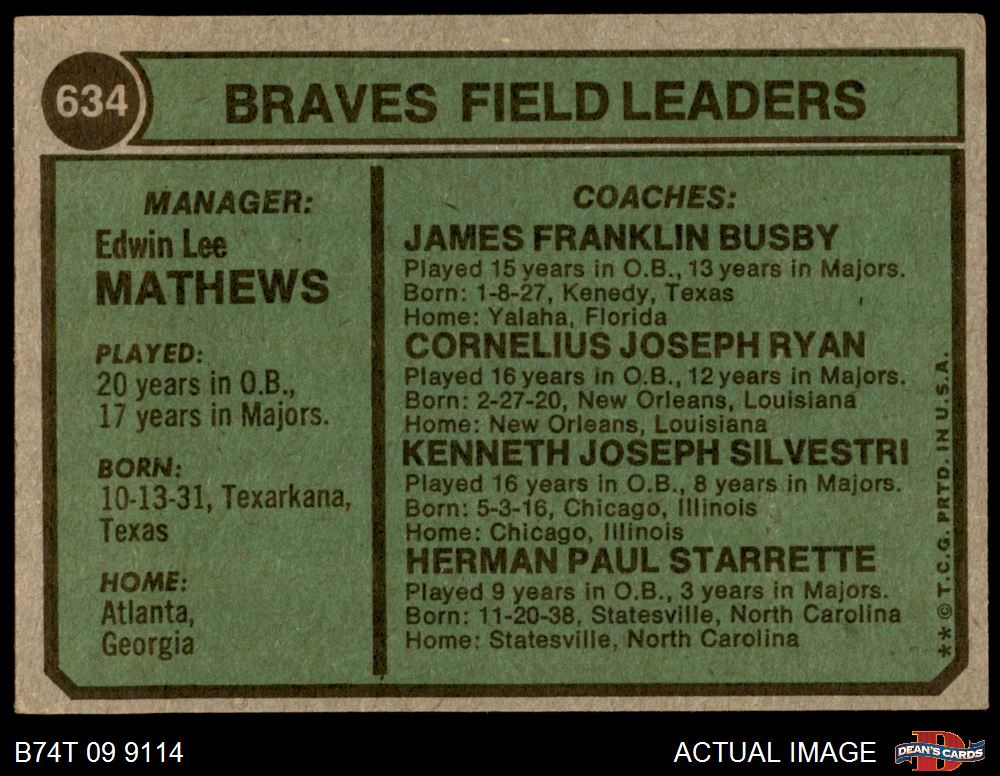 634
BRAVES FIELD LEADERS
MANAGER:
Edwin Lee
MATHEWS
PLAYED:
20 years in O.B.,
17 years in Majors.
BORN:
10-13-31, Texarkana,
Texas
HOME:
Atlanta,
Georgia
COACHES:
JAMES FRANKLIN BUSBY
Played 15 years in O.B., 13 years in Majors.
Born: 1-8-27, Kenedy, Texas
Home: Yalaha, Florida
CORNELIUS JOSEPH RYAN
Played 16 years in O.B., 12 years in Majors.
Born: 2-27-20, New Orleans, Louisiana
Home: New Orleans, Louisiana
KENNETH JOSEPH SILVESTRI
Played 16 years in O.B., 8 years in Majors.
Born: 5-3-16, Chicago, Illinois
Home: Chicago, Illinois
HERMAN PAUL STARRETTE
Played 9 years in O.B., 3 years in Majors.
Born: 11-20-38, Statesville, North Carolina
Home: Statesville, North Carolina
** © T.C.G. PRTD. IN U.S.A.
B74T 09 9114
ACTUAL IMAGE
DEAN'S CARDS